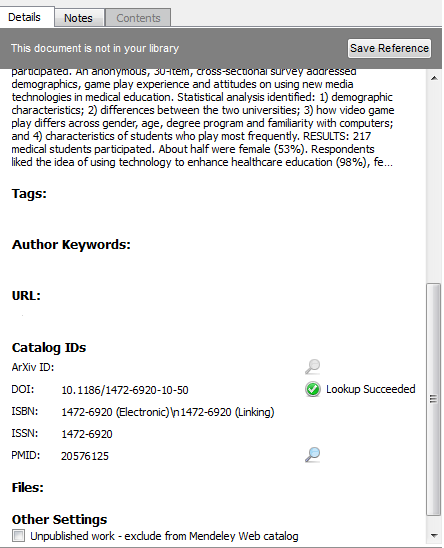 Details Notes Contents
This document is not in your library Save Reference
participated. An anonymous, 30-item, cross-sectional survey addressed
demographics, game play experience and attitudes on using new media
technologies in medical education. Statistical analysis identified: 1) demographic
characteristics; 2) differences between the two universities; 3) how video game
play differs across gender, age, degree program and familiarity with computers;
and 4) characteristics of students who play most frequently. RESULTS: 217
medical students participated. About half were female (53%). Respondents
liked the idea of using technology to enhance healthcare education (98%), fe...
Tags:
Author Keywords:
URL:
Catalog IDs
ArXiv ID:
DOI: 10.1186/1472-6920-10-50 Lookup Succeeded
ISBN: 1472-6920 (Electronic)\n1472-6920 (Linking)
ISSN: 1472-6920
PMID: 20576125
Files:
Other Settings
Unpublished work - exclude from Mendeley Web catalog